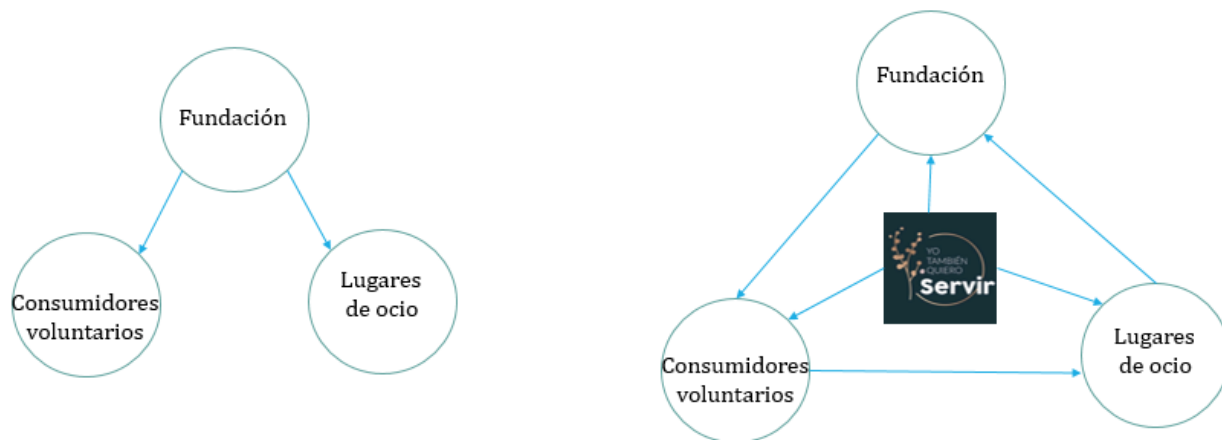 Fundación
Consumidores
voluntarios
Lugares
de ocio
Fundación
YO
TAMBIÉN
QUIERO
Servir
Consumidores
voluntarios
Lugares
de ocio